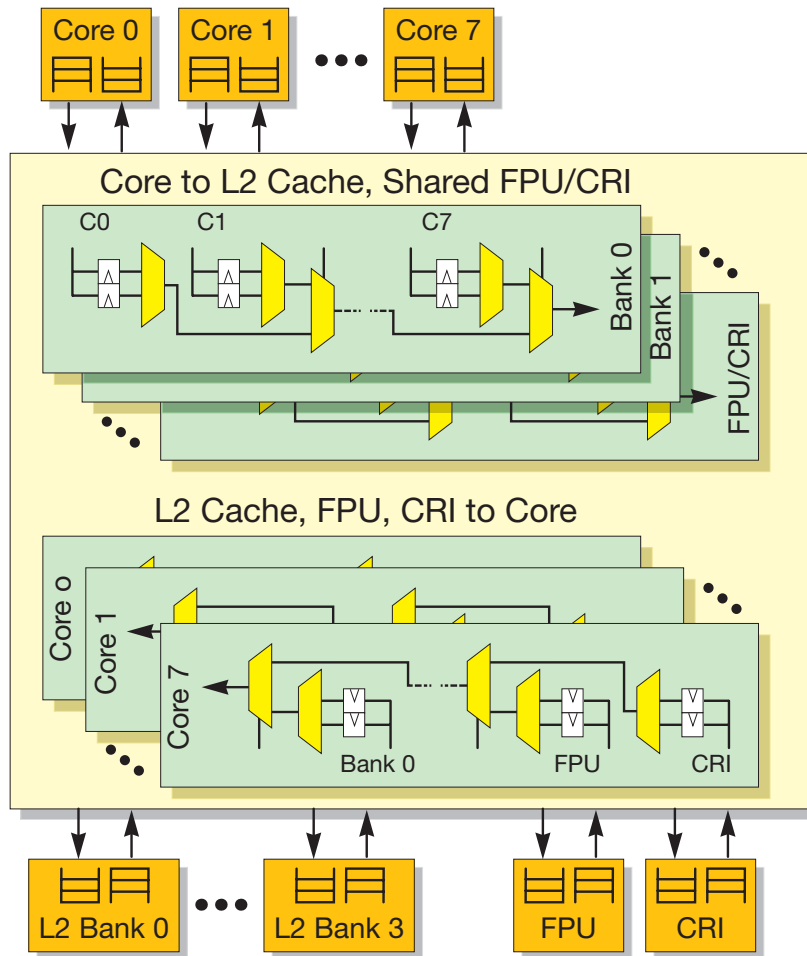 Core 0
Core 1
Core 7
Core to L2 Cache, Shared FPU/CRI
C0
C1
C7
Bank 0
Bank 1
FPU/CRI
L2 Cache, FPU, CRI to Core
Core o
Core 1
Core 7
Bank 0
FPU
CRI
L2 Bank 0
L2 Bank 3
FPU
CRI